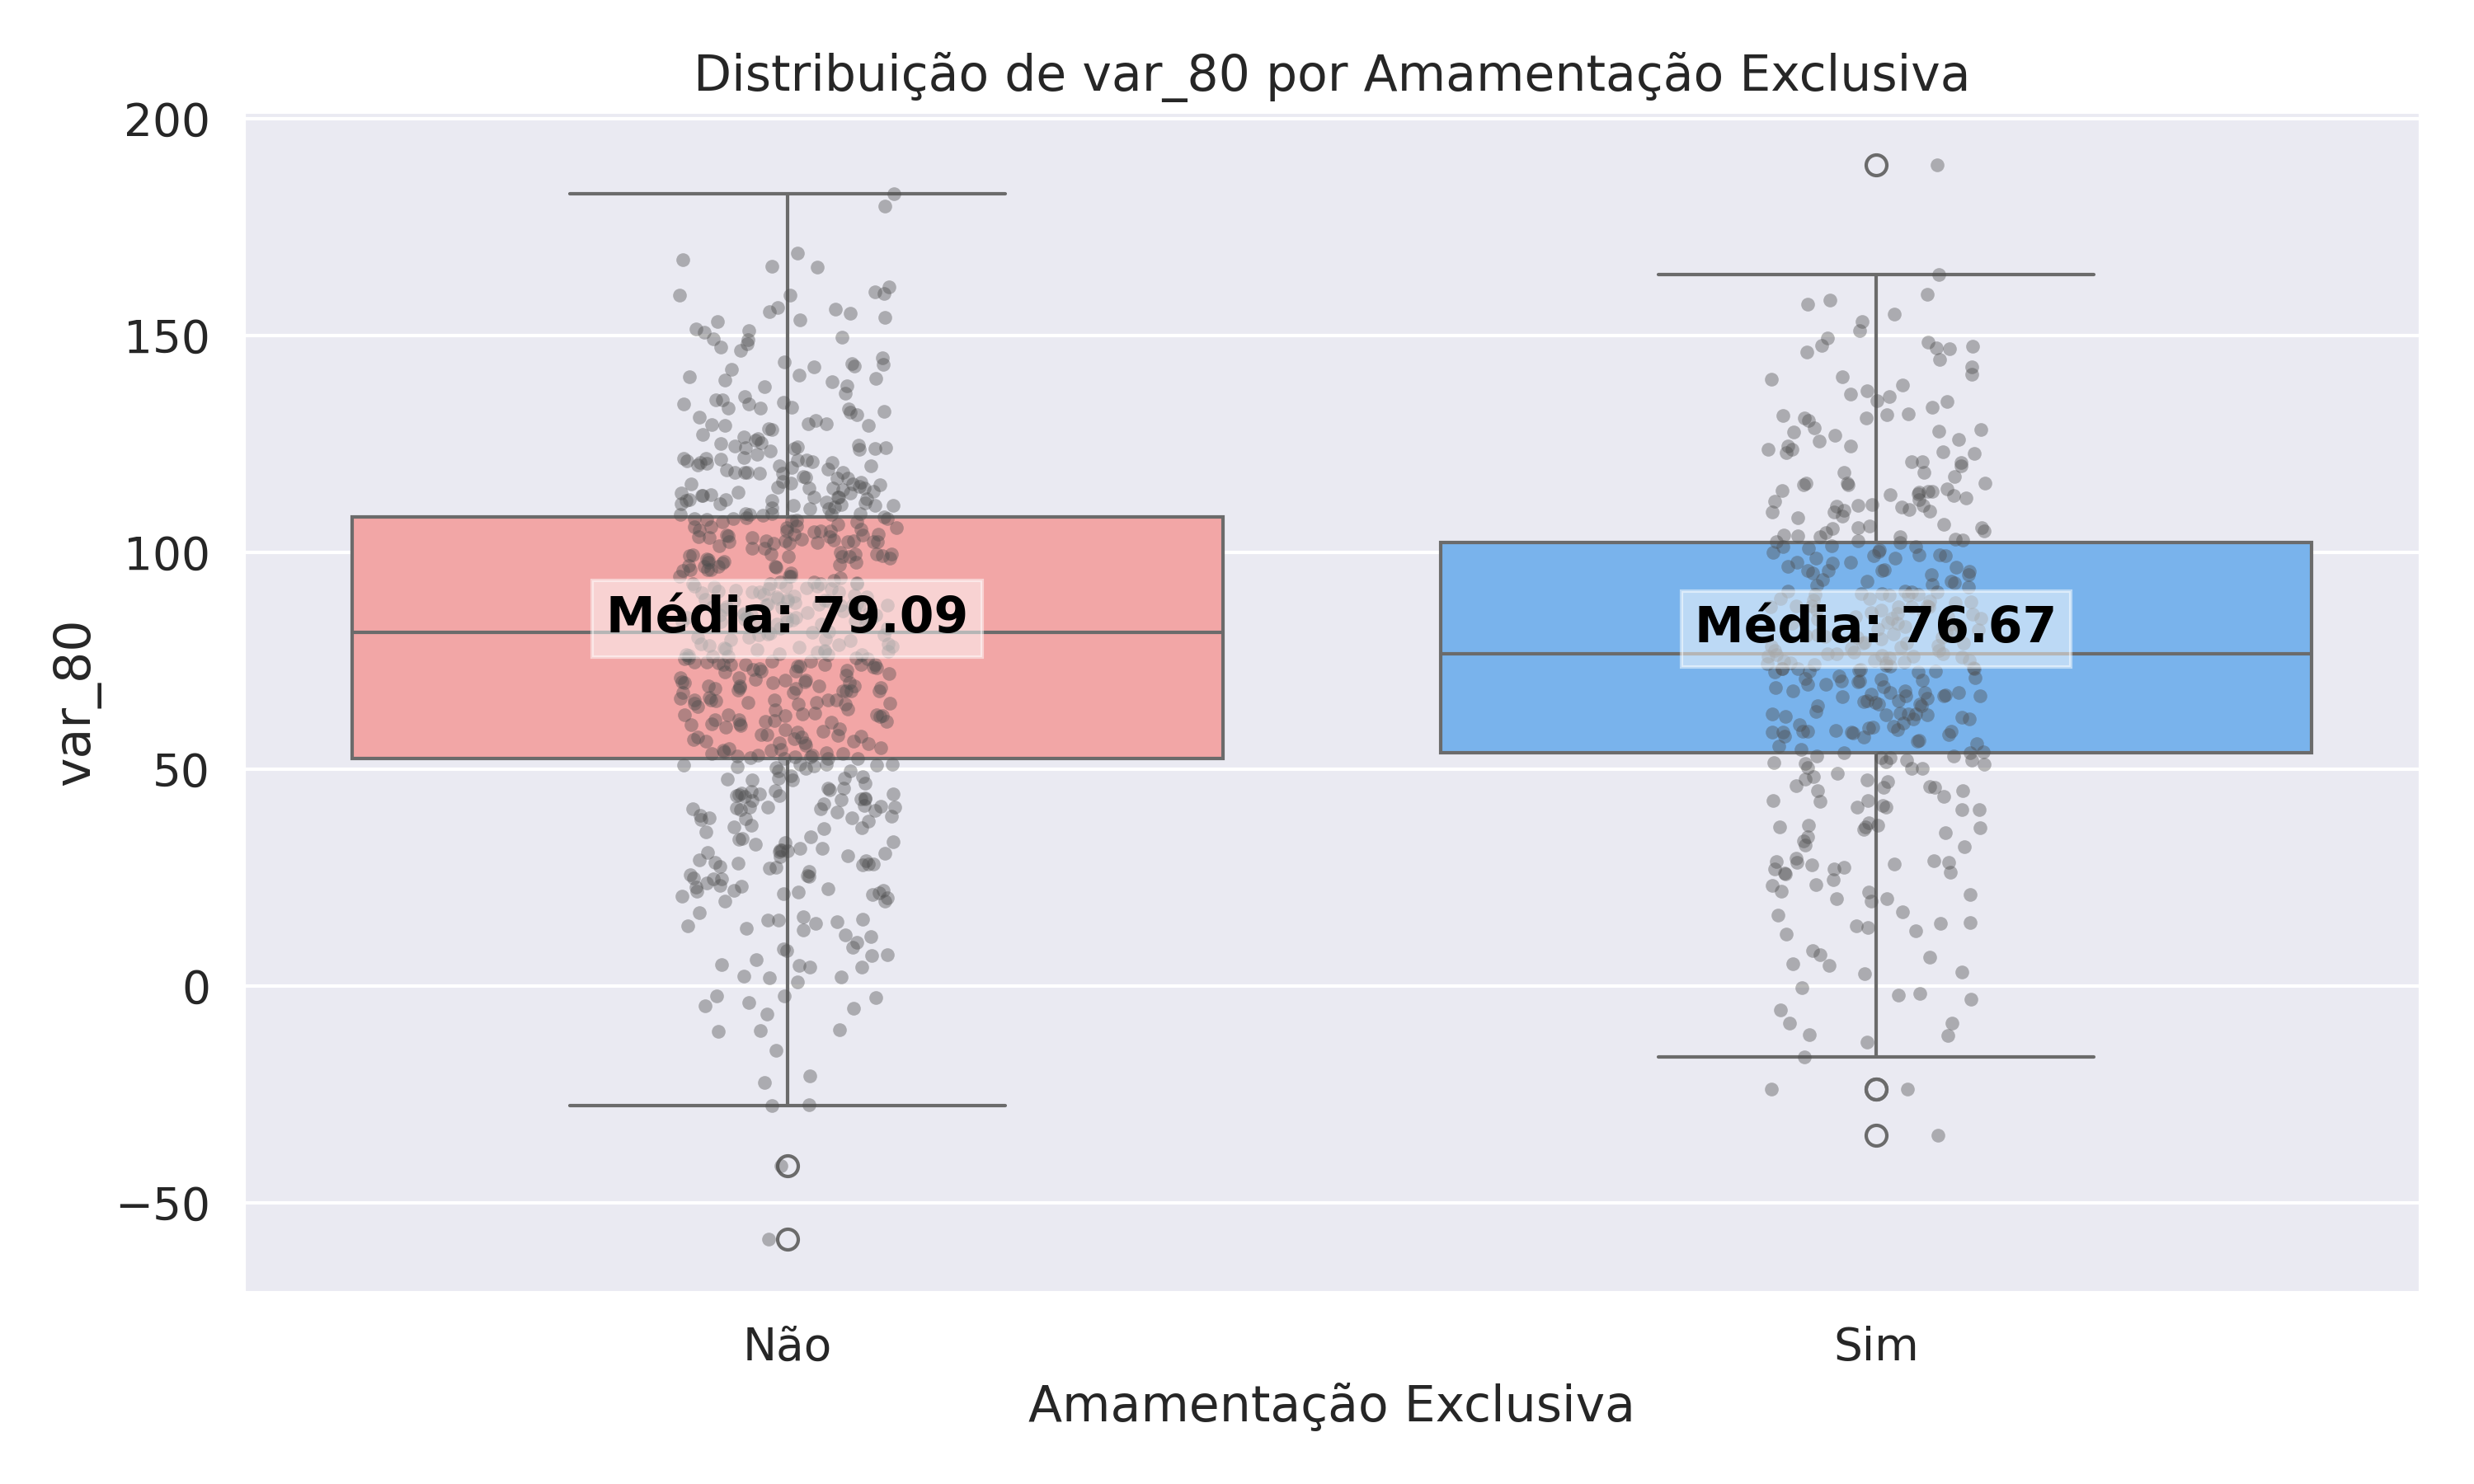 Distribuição de var_80 por Amamentação Exclusiva
200
150
100
50
0
−50
var_80
Média: 79.09
Média: 76.67
Não
Sim
Amamentação Exclusiva